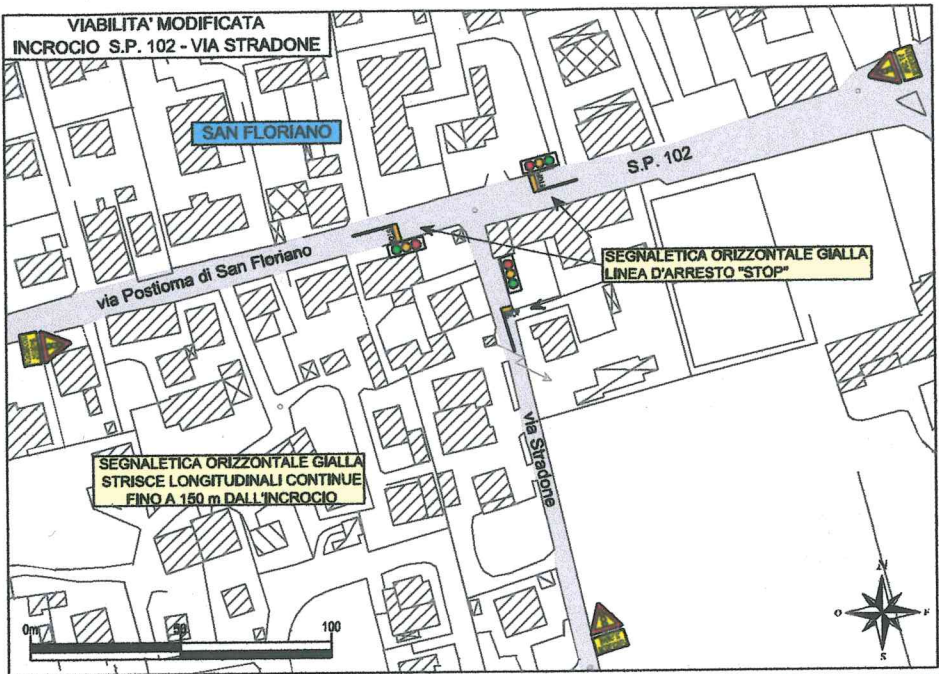 VIABILITA' MODIFICATA
INCROCIO S.P. 102 - VIA STRADONE
SAN FLORIANO
S.P. 102
SEGNALETICA ORIZZONTALE GIALLA
LINEA D'ARRESTO "STOP"
via Postiorna di San Floriano
via Stradone
SEGNALETICA ORIZZONTALE GIALLA
STRISCE LONGITUDINALI CONTINUE
FINO A 150 m DALL'INCROCIO
0m 50 100
N
O
S